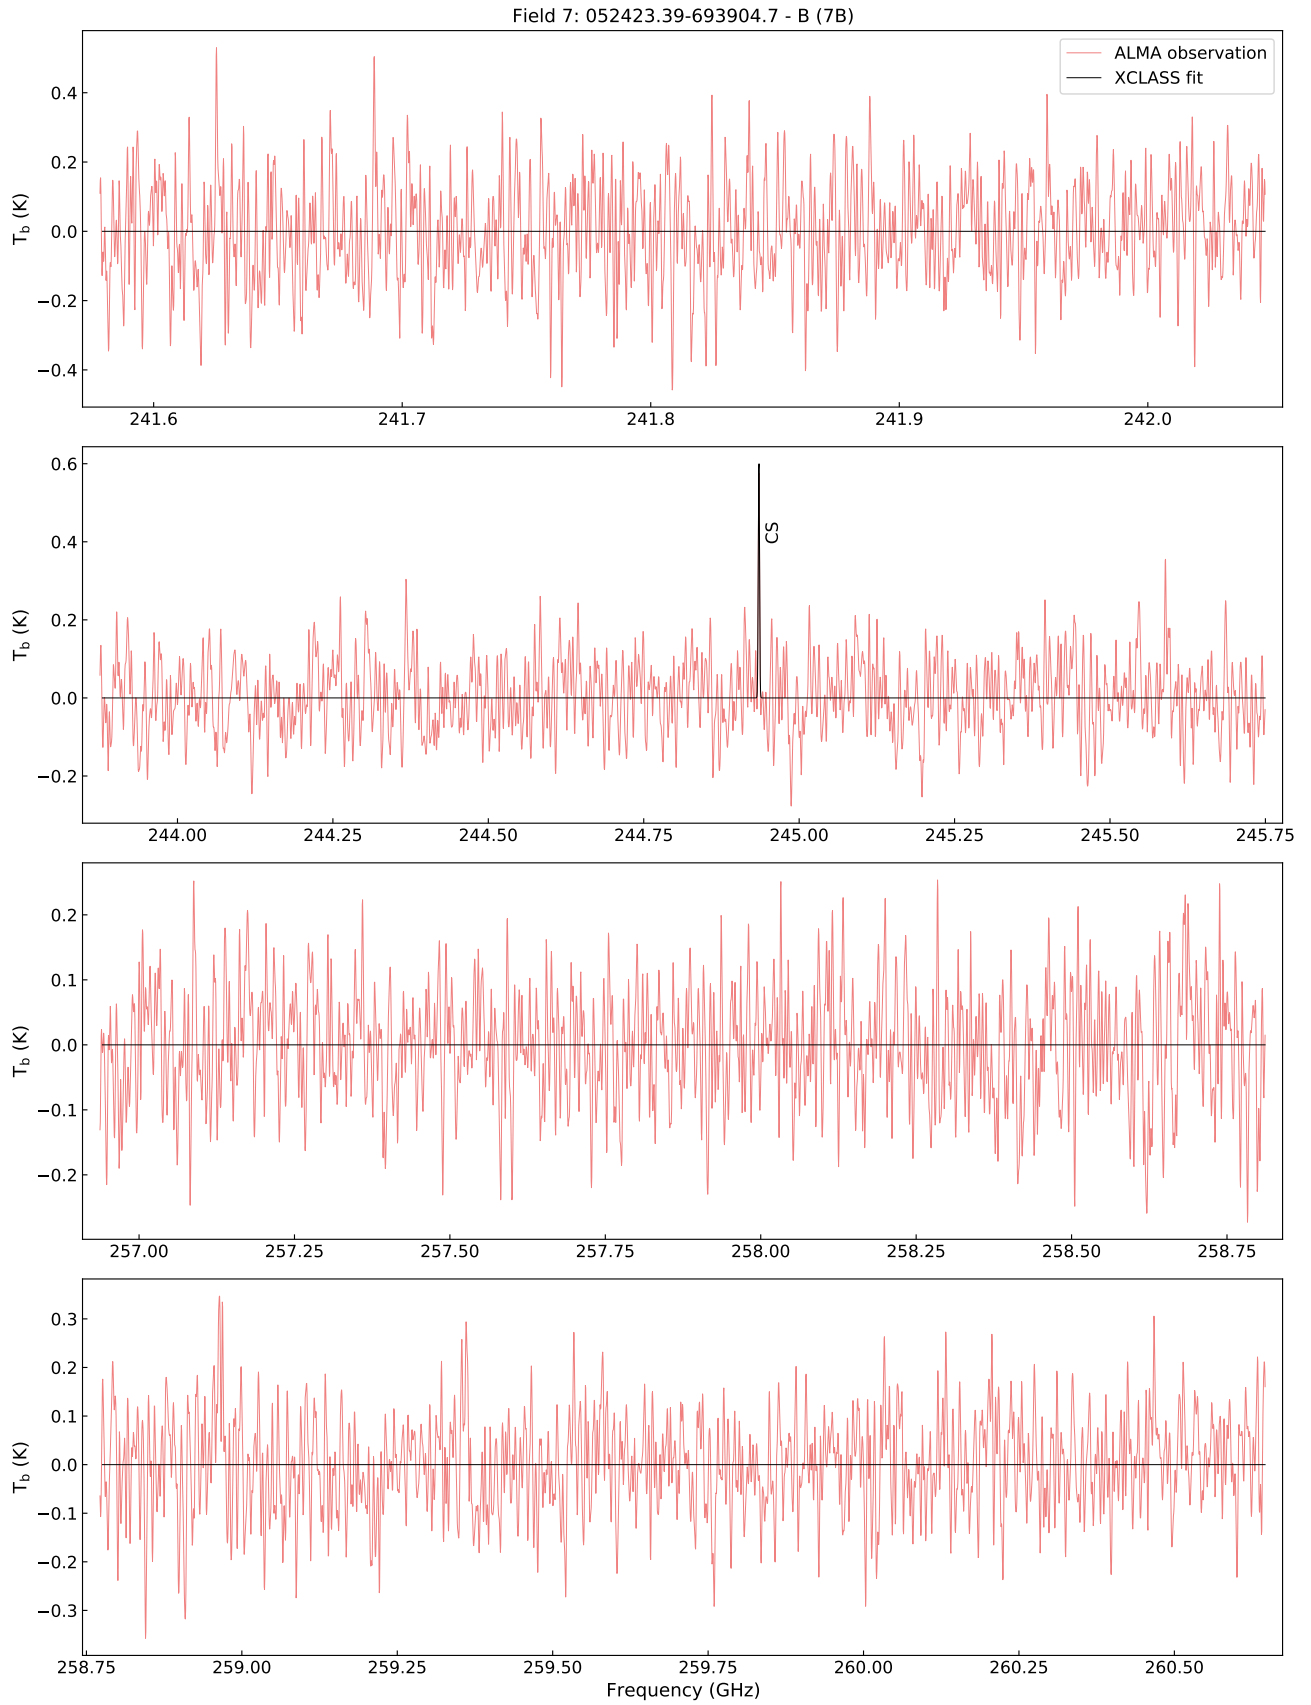 Field 7: 052423.39-693904.7 - B (7B)
ALMA observation
XCLASS fit
T_b (K)
0.4
0.2
0.0
−0.2
−0.4
241.6 241.7 241.8 241.9 242.0
CS
T_b (K)
0.6
0.4
0.2
0.0
−0.2
244.00 244.25 244.50 244.75 245.00 245.25 245.50 245.75
T_b (K)
0.2
0.1
0.0
−0.1
−0.2
257.00 257.25 257.50 257.75 258.00 258.25 258.50 258.75
T_b (K)
0.3
0.2
0.1
0.0
−0.1
−0.2
−0.3
258.75 259.00 259.25 259.50 259.75 260.00 260.25 260.50
Frequency (GHz)